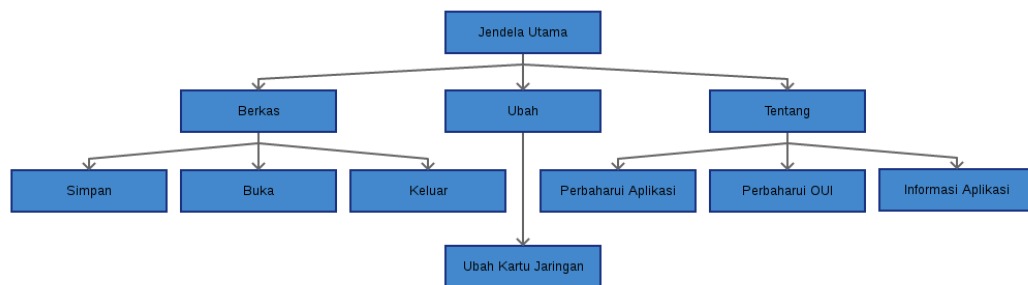 Jendela Utama
Berkas
Ubah
Tentang
Simpan
Buka
Keluar
Perbaharui Aplikasi
Perbaharui OUI
Informasi Aplikasi
Ubah Kartu Jaringan